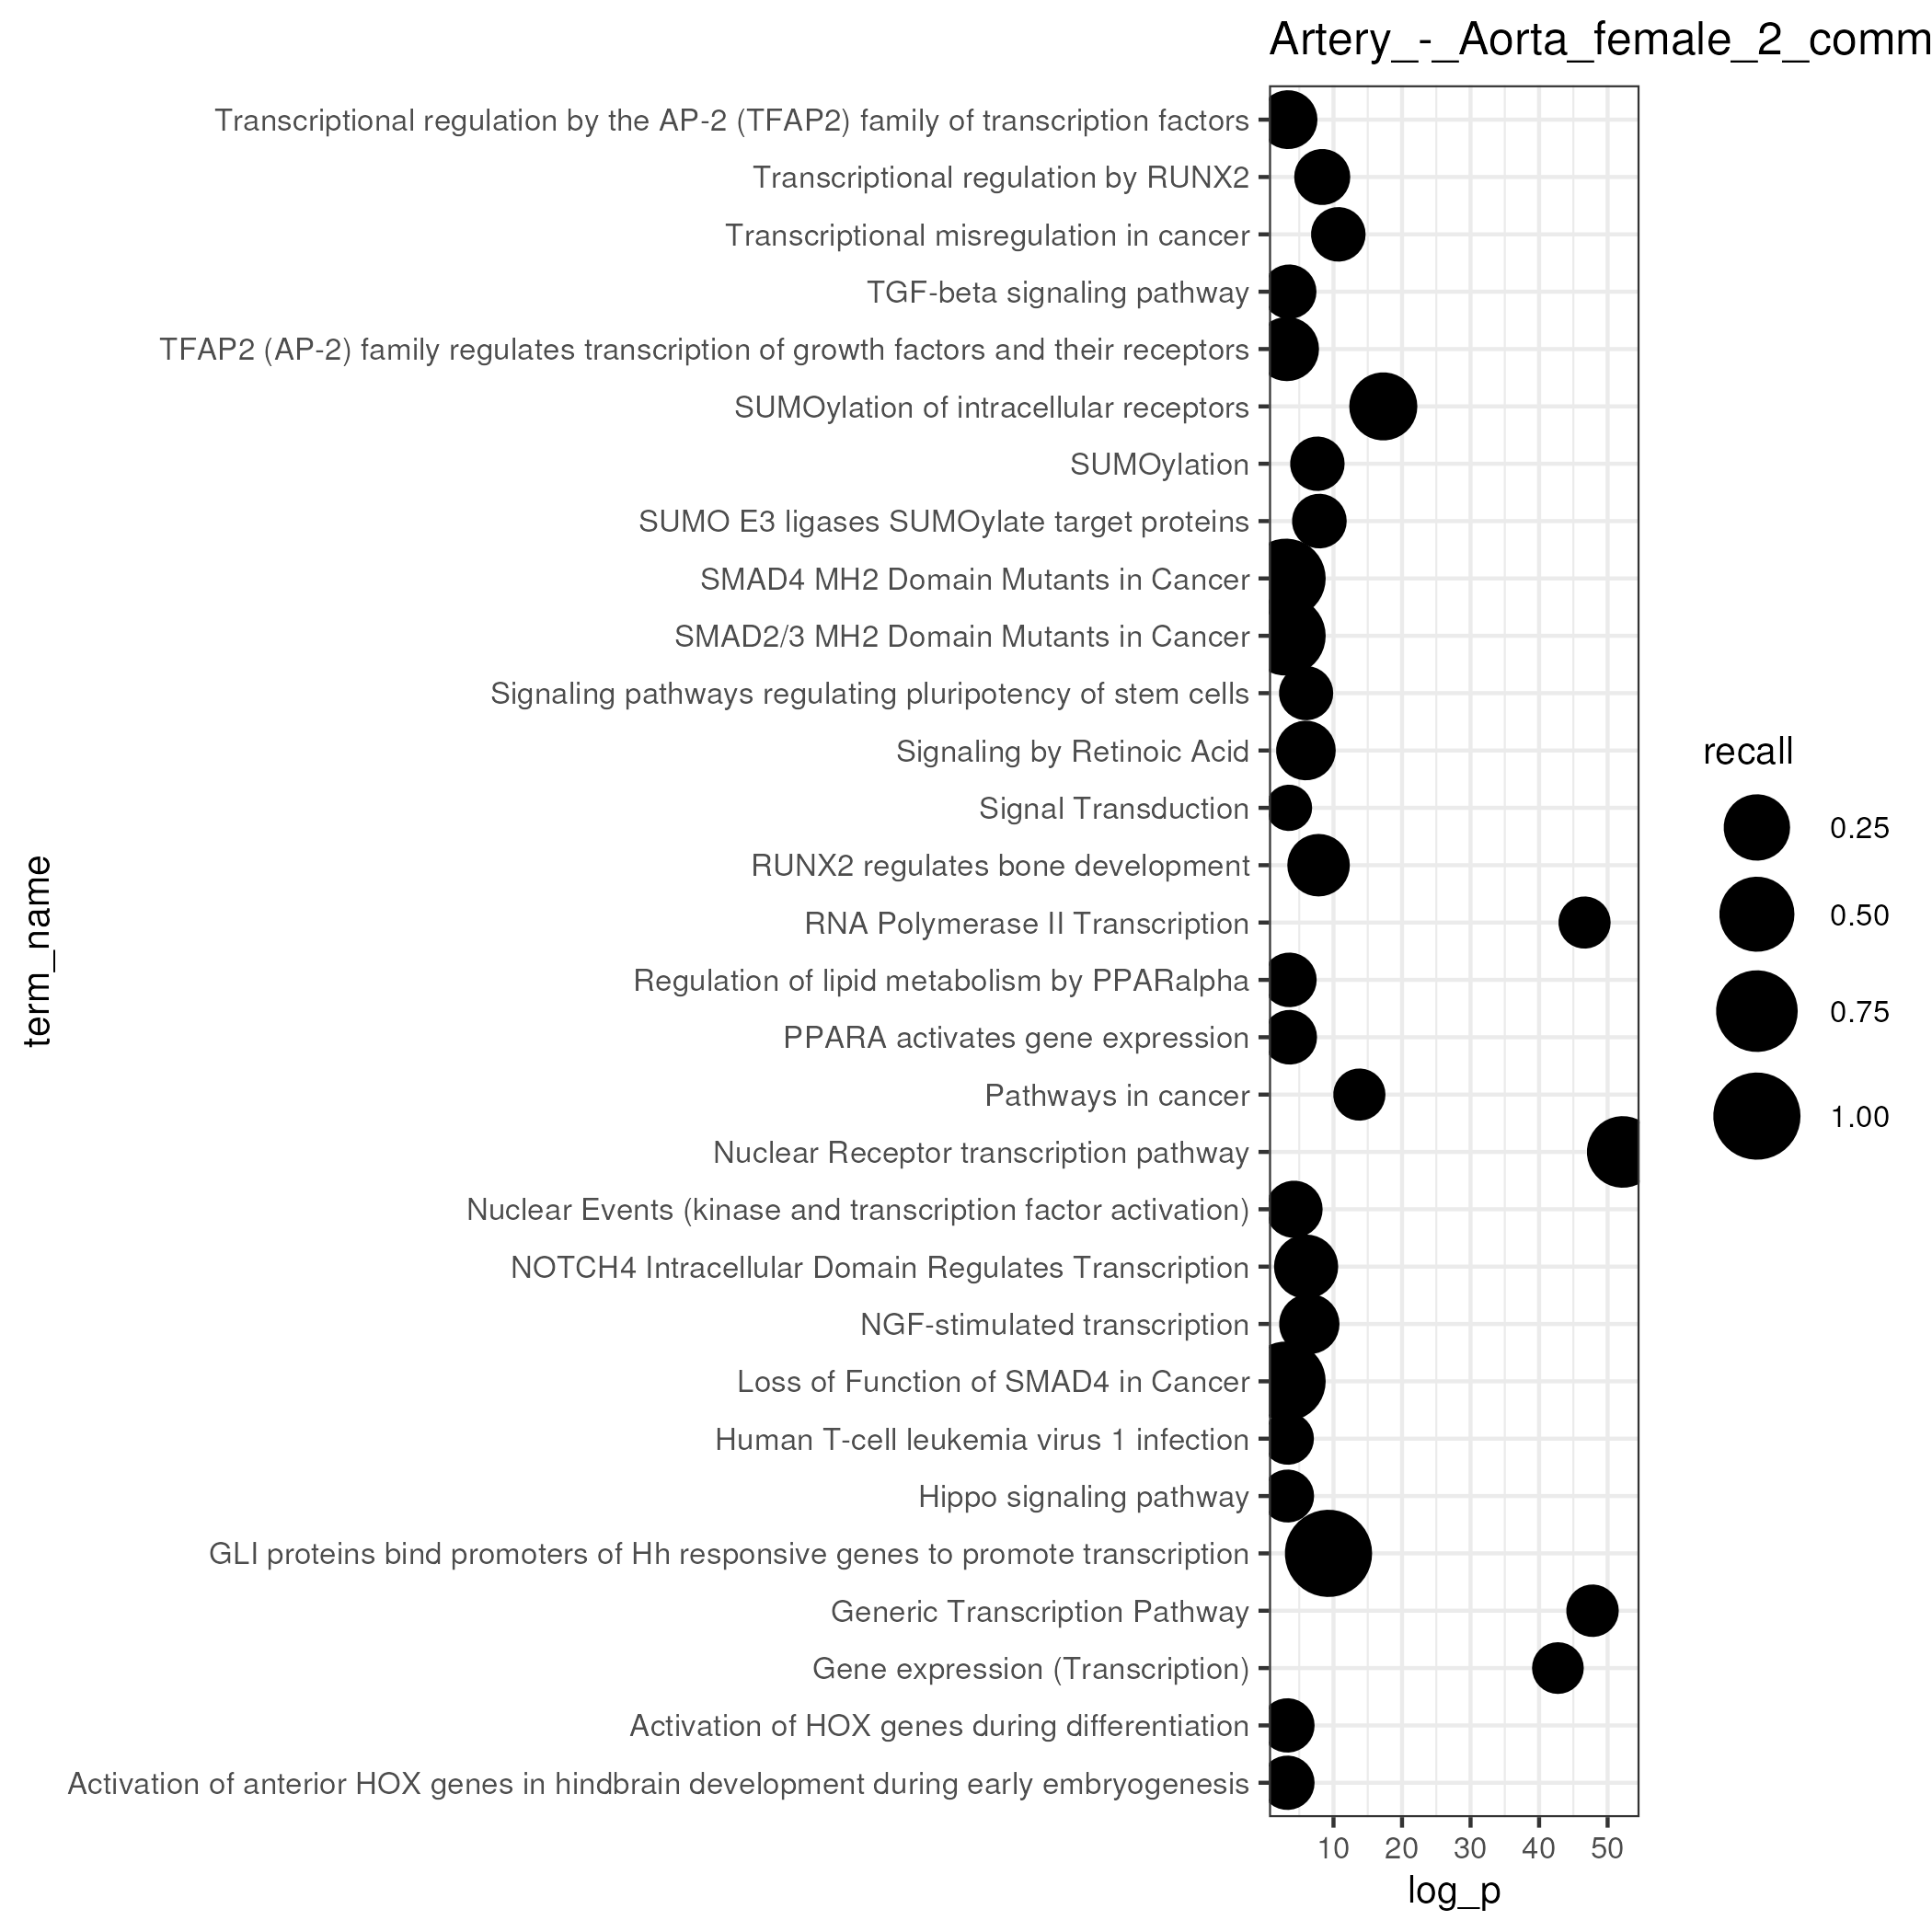 Artery_-_Aorta_female_2_comm
Transcriptional regulation by the AP-2 (TFAP2) family of transcription factors
Transcriptional regulation by RUNX2
Transcriptional misregulation in cancer
TGF-beta signaling pathway
TFAP2 (AP-2) family regulates transcription of growth factors and their receptors
SUMOylation of intracellular receptors
SUMOylation
SUMO E3 ligases SUMOylate target proteins
SMAD4 MH2 Domain Mutants in Cancer
SMAD2/3 MH2 Domain Mutants in Cancer
Signaling pathways regulating pluripotency of stem cells
Signaling by Retinoic Acid
Signal Transduction
RUNX2 regulates bone development
RNA Polymerase II Transcription
Regulation of lipid metabolism by PPARalpha
PPARA activates gene expression
Pathways in cancer
Nuclear Receptor transcription pathway
Nuclear Events (kinase and transcription factor activation)
NOTCH4 Intracellular Domain Regulates Transcription
NGF-stimulated transcription
Loss of Function of SMAD4 in Cancer
Human T-cell leukemia virus 1 infection
Hippo signaling pathway
GLI proteins bind promoters of Hh responsive genes to promote transcription
Generic Transcription Pathway
Gene expression (Transcription)
Activation of HOX genes during differentiation
Activation of anterior HOX genes in hindbrain development during early embryogenesis
term_name
10 20 30 40 50
log_p
recall
0.25
0.50
0.75
1.00